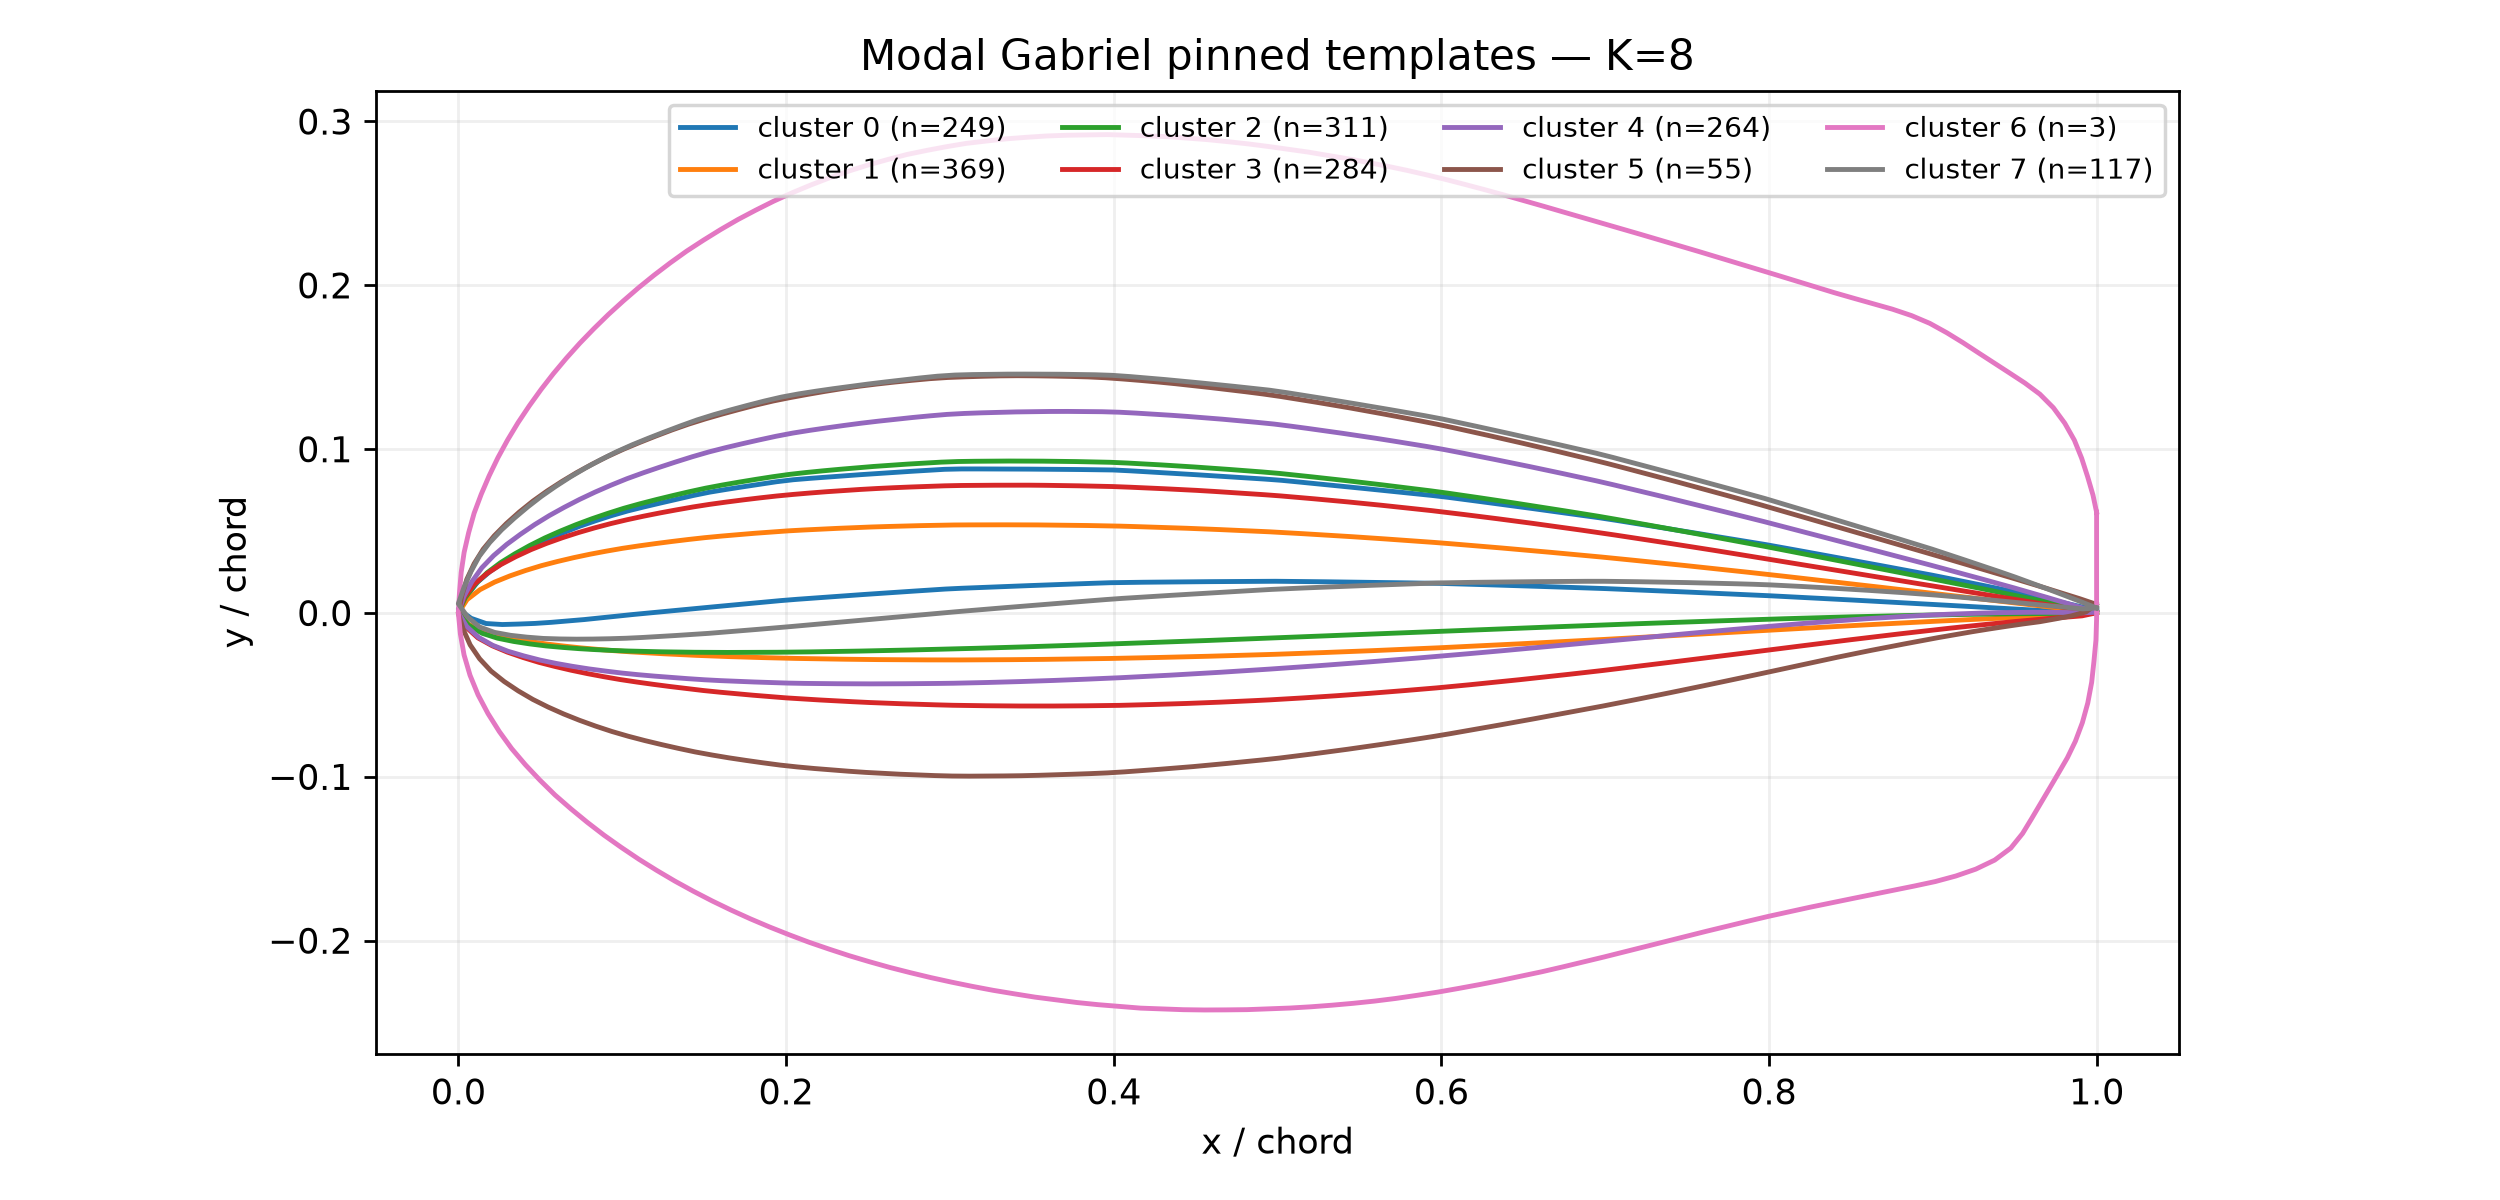 Modal Gabriel pinned templates — K=8
cluster 0 (n=249)
cluster 1 (n=369)
cluster 2 (n=311)
cluster 3 (n=284)
cluster 4 (n=264)
cluster 5 (n=55)
cluster 6 (n=3)
cluster 7 (n=117)
y / chord
0.3
0.2
0.1
0.0
−0.1
−0.2
0.0 0.2 0.4 0.6 0.8 1.0
x / chord